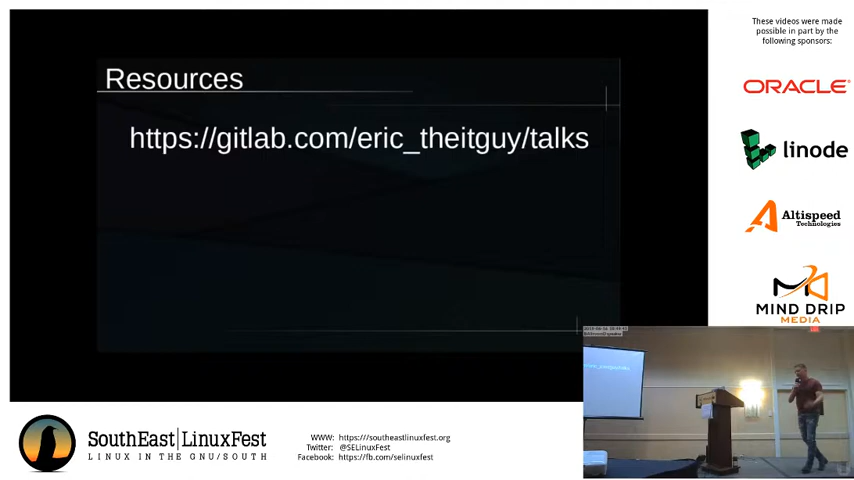 These videos were made
possible in part by the
following sponsors:
Resources
https://gitlab.com/eric_theitguy/talks
ORACLE
linode
Altispeed
Technologies
MIND DRIP
MEDIA
SouthEast|LinuxFest
LINUX IN THE GNU/SOUTH
WWW: https:///southeastlinuxfest.org
Twitter: @SELinuxFest
Facebook: https://fb.com/selinuxfest